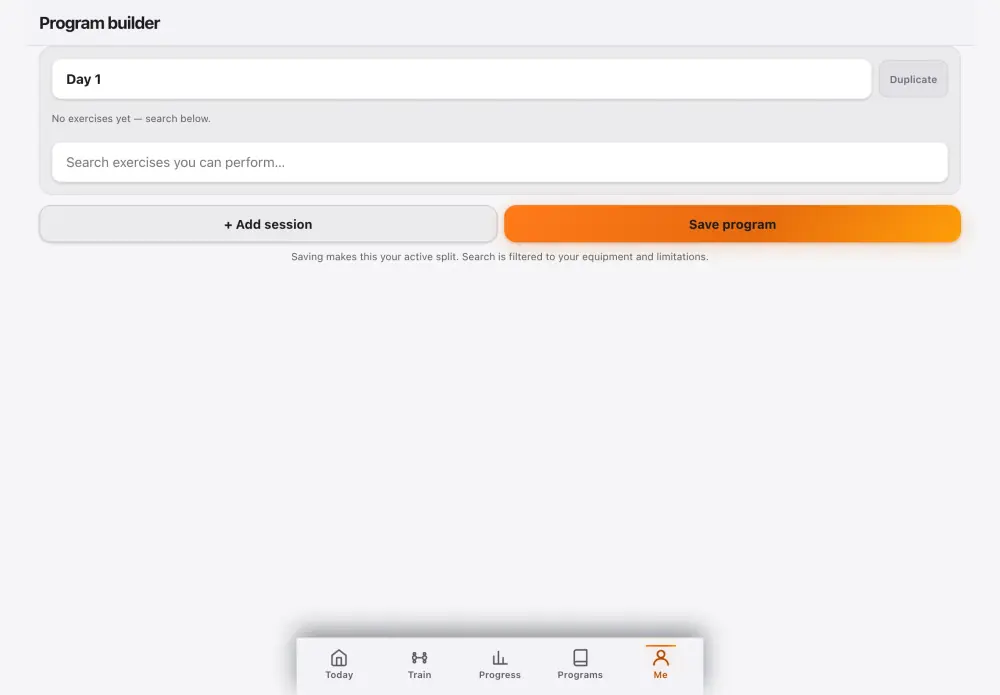 Program builder
Day 1
Duplicate
No exercises yet — search below.
Search exercises you can perform...
+ Add session
Save program
Saving makes this your active split. Search is filtered to your equipment and limitations.
Today
Train
Progress
Programs
Me